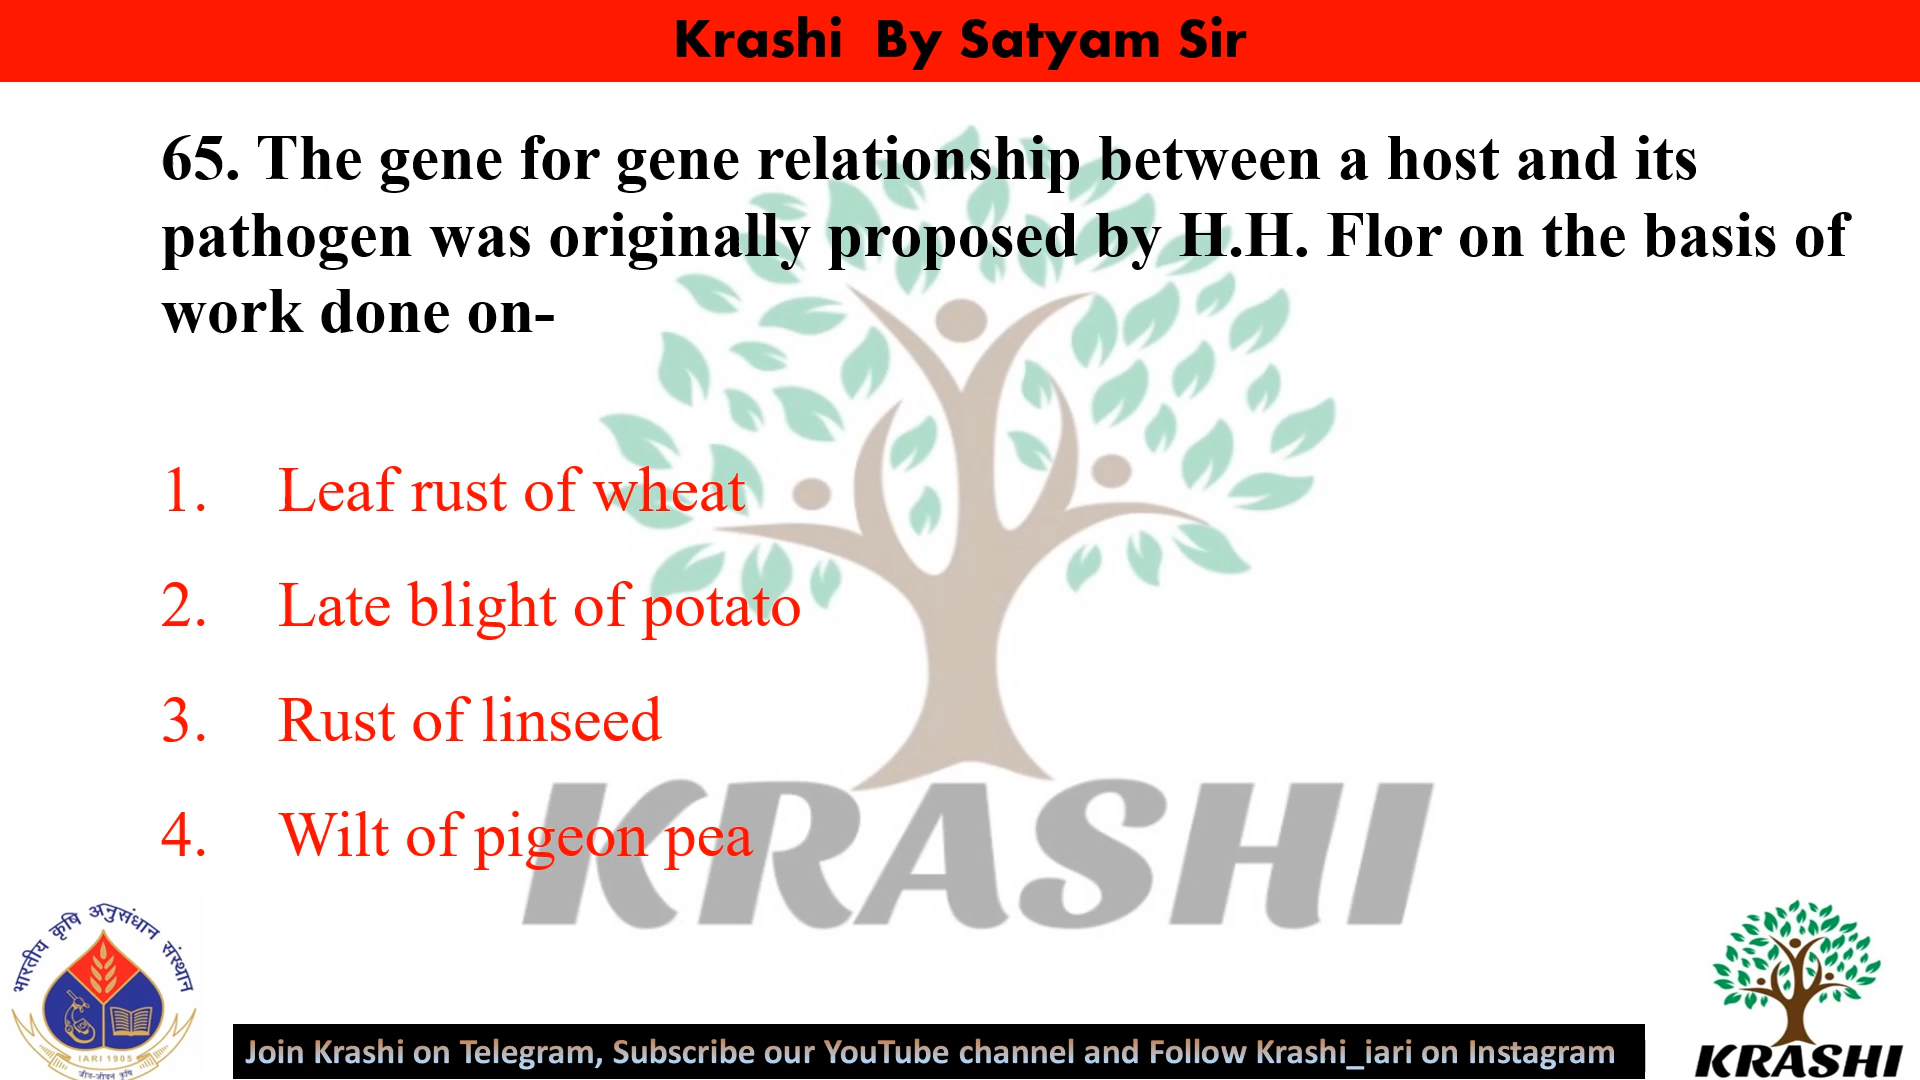 Krashi By Satyam Sir
65. The gene for gene relationship between a host and its
pathogen was originally proposed by H.H. Flor on the basis of
work done on-
1. Leaf rust of wheat
2. Late blight of potato
3. Rust of linseed
4. Wilt of pigeon pea
KRASHI
भारतीय कृषि अनुसंधान संस्थान
IARI 1905
Join Krashi on Telegram, Subscribe our YouTube channel and Follow Krashi_iari on Instagram
KRASHI